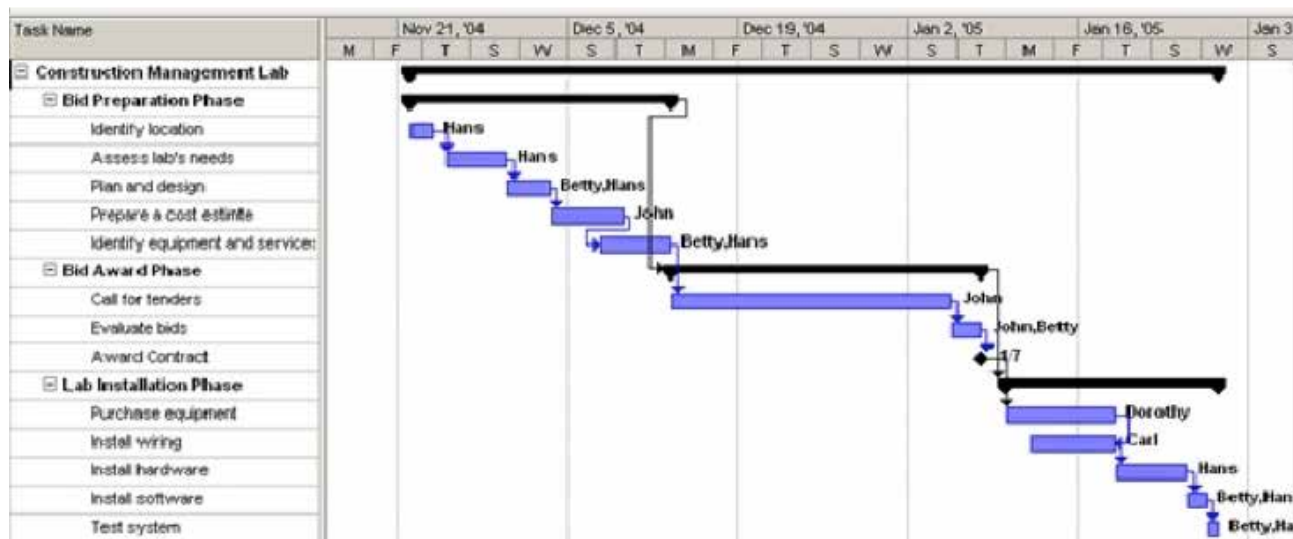 Task Name Nov 21, '04 Dec 5, '04 Dec 19, '04 Jan 2, '05 Jan 16, '05 Jan 3
M F T S W S T M F T S W S T M F T S W S
Construction Management Lab
Bid Preparation Phase
Identify location Hans
Assess lab's needs Hans
Plan and design Betty,Hans
Prepare a cost estimte John
Identify equipment and services Betty,Hans
Bid Award Phase
Call for tenders John
Evaluate bids John,Betty
Award Contract 1/7
Lab Installation Phase
Purchase equipment Dorothy
Install wiring Carl
Install hardware Hans
Install software Betty,Han
Test system Betty,Ha